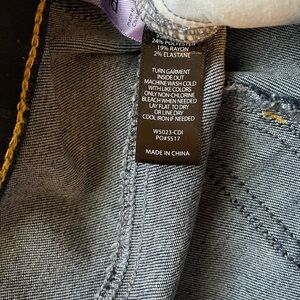 24% POLYESTER
19% RAYON
2% ELASTANE
TURN GARMENT
INSIDE OUT
MACHINE WASH COLD
WITH LIKE COLORS
ONLY NON-CHLORINE
BLEACH WHEN NEEDED
LAY FLAT TO DRY
OR LINE DRY
COOL IRON IF NEEDED
WS023-CDI
PO#5517
MADE IN CHINA